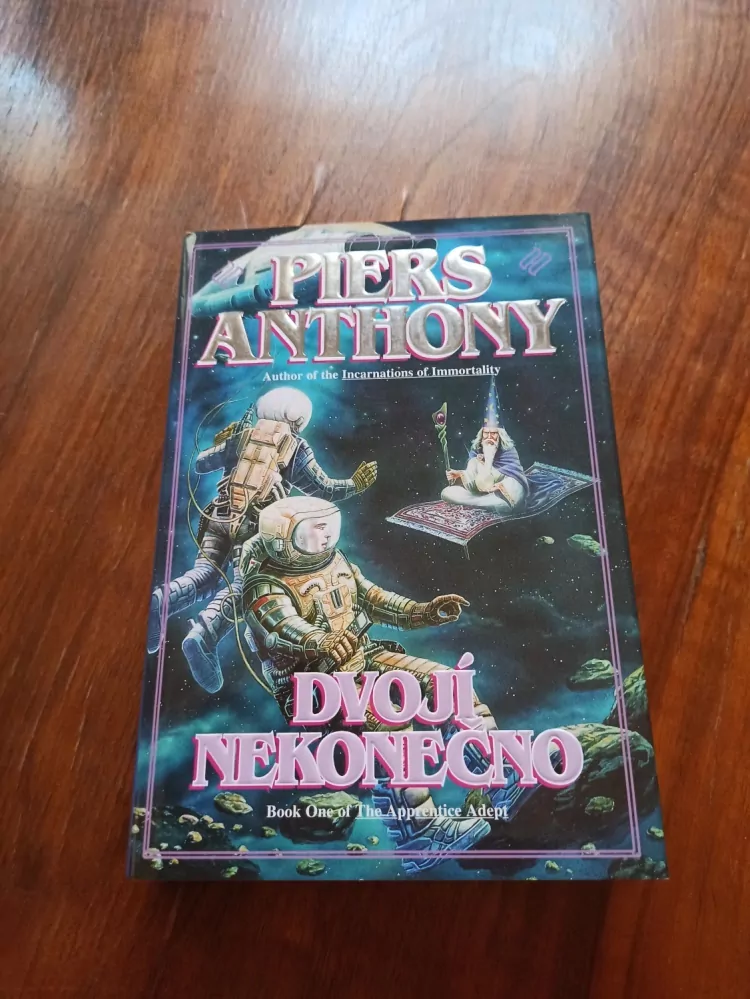 PIERS
ANTHONY
Author of the Incarnations of Immortality
DVOJÍ
NEKONEČNO
Book One of The Apprentice Adept